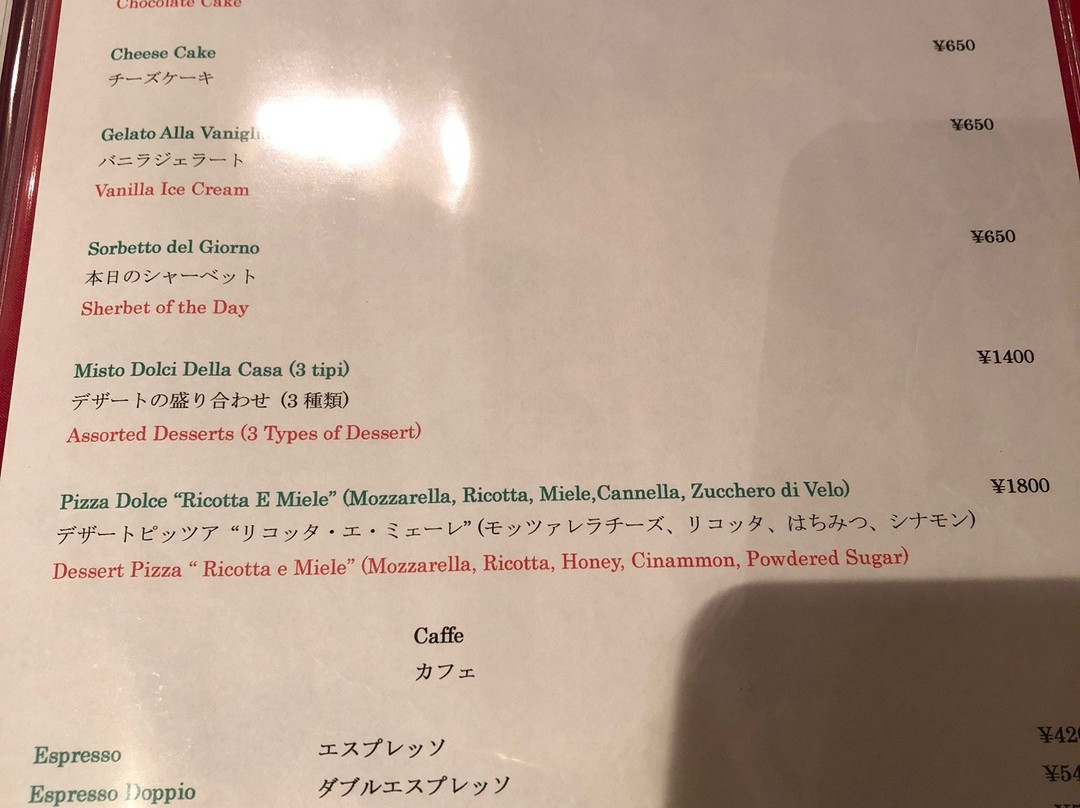 Chocolate Cake
Cheese Cake ¥650
チーズケーキ
Gelato Alla ¥650
バニラジェラート
Vanilla Ice Cream
Sorbetto del Giorno ¥650
本日のシャーベット
Sherbet of the Day
Misto Dolci Della Casa (3 tipi) ¥1400
デザートの盛り合わせ (3 種類)
Assorted Desserts (3 Types of Dessert)
Pizza Dolce “Ricotta E Miele” (Mozzarella, Ricotta, Miele,Cannella, Zucchero di Velo) ¥1800
デザートピッツア “リコッタ・エ・ミェーレ” (モッツァレラチーズ、リコッタ、はちみつ、シナモン)
Dessert Pizza “ Ricotta e Miele” (Mozzarella, Ricotta, Honey, Cinammon, Powdered Sugar)
Caffe
カフェ
Espresso エスプレッソ
Espresso Doppio ダブルエスプレッソ